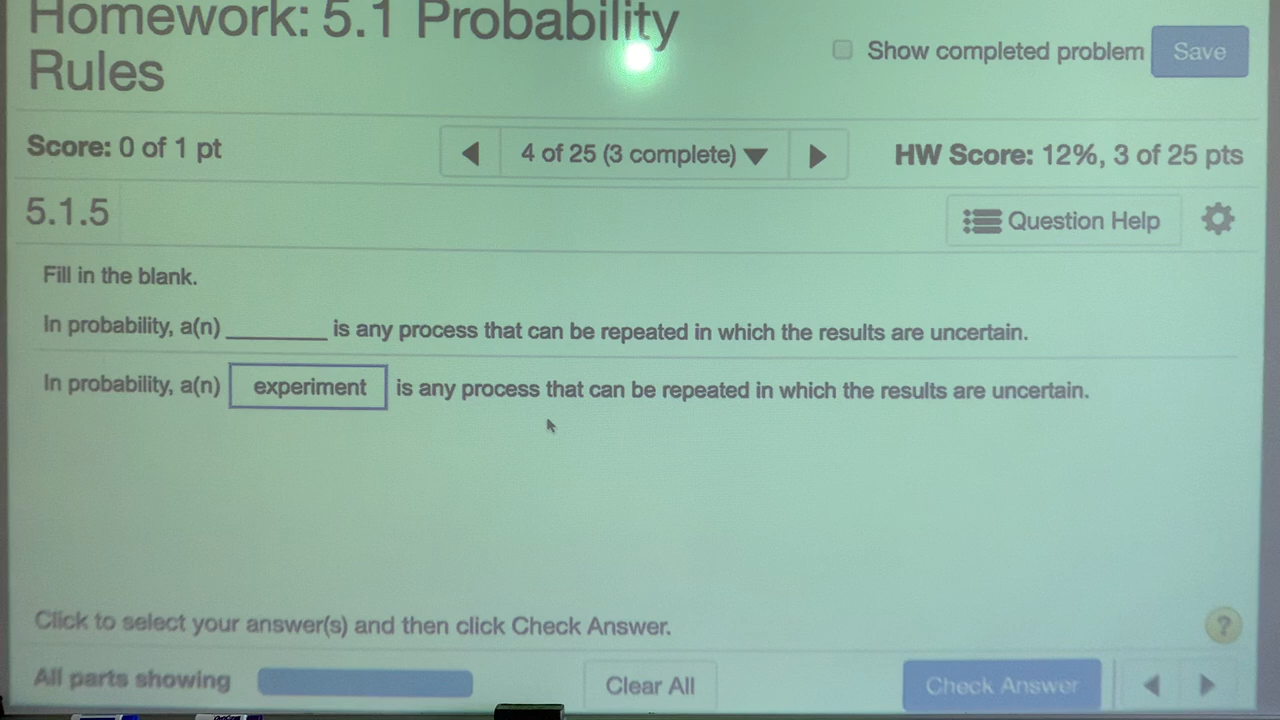 Homework: 5.1 Probability
Rules
Show completed problem
Save
Score: 0 of 1 pt
4 of 25 (3 complete)
HW Score: 12%, 3 of 25 pts
5.1.5
Question Help
Fill in the blank.
In probability, a(n) ________ is any process that can be repeated in which the results are uncertain.
In probability, a(n) experiment is any process that can be repeated in which the results are uncertain.
Click to select your answer(s) and then click Check Answer.
?
All parts showing
Clear All
Check Answer